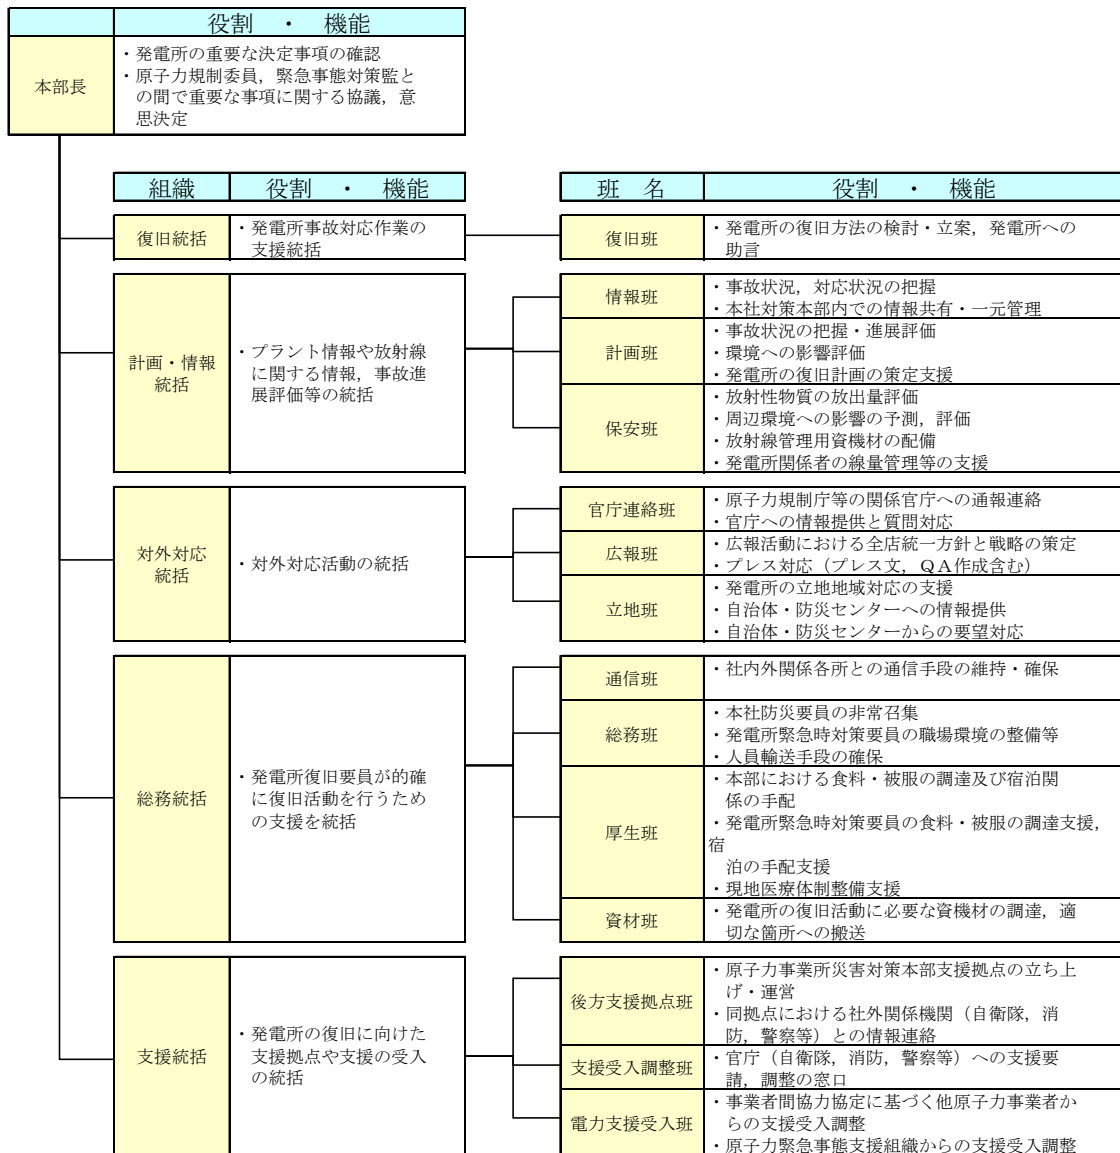 役割 ・ 機能
本部長
・発電所の重要な決定事項の確認
・原子力規制委員，緊急事態対策監と
の間で重要な事項に関する協議，意
思決定
組織
役割 ・ 機能
班 名
役割 ・ 機能
復旧統括
・発電所事故対応作業の
支援統括
復旧班
・発電所の復旧方法の検討・立案，発電所への
助言
計画・情報
統括
・プラント情報や放射線
に関する情報，事故進
展評価等の統括
情報班
・事故状況，対応状況の把握
・本社対策本部内での情報共有・一元管理
計画班
・事故状況の把握・進展評価
・環境への影響評価
・発電所の復旧計画の策定支援
保安班
・放射性物質の放出量評価
・周辺環境への影響の予測，評価
・放射線管理用資機材の配備
・発電所関係者の線量管理等の支援
対外対応
統括
・対外対応活動の統括
官庁連絡班
・原子力規制庁等の関係官庁への通報連絡
・官庁への情報提供と質問対応
広報班
・広報活動における全店統一方針と戦略の策定
・プレス対応（プレス文，ＱＡ作成含む）
立地班
・発電所の立地地域対応の支援
・自治体・防災センターへの情報提供
・自治体・防災センターからの要望対応
総務統括
・発電所復旧要員が的確
に復旧活動を行うため
の支援を統括
通信班
・社内外関係各所との通信手段の維持・確保
総務班
・本社防災要員の非常召集
・発電所緊急時対策要員の職場環境の整備等
・人員輸送手段の確保
厚生班
・本部における食料・被服の調達及び宿泊関
係の手配
・発電所緊急時対策要員の食料・被服の調達支援，
宿
泊の手配支援
・現地医療体制整備支援
資材班
・発電所の復旧活動に必要な資機材の調達，適
切な箇所への搬送
支援統括
・発電所の復旧に向けた
支援拠点や支援の受入
の統括
後方支援拠点班
・原子力事業所災害対策本部支援拠点の立ち上
げ・運営
・同拠点における社外関係機関（自衛隊，消
防，警察等）との情報連絡
支援受入調整班
・官庁（自衛隊，消防，警察等）への支援要
請，調整の窓口
電力支援受入班
・事業者間協力協定に基づく他原子力事業者か
らの支援受入調整
・原子力緊急事態支援組織からの支援受入調整